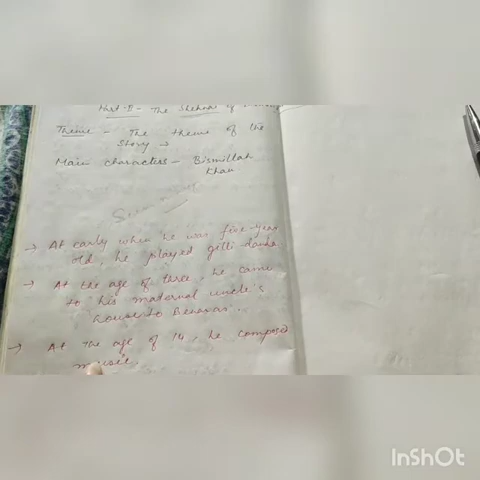 Part-II - The Shehnai of
Theme - The theme of the
story →
Main characters - Bismillah
Khan
Summary
→ At early when he was five year
old, he played gilli-danda
→ At the age of three, he came
to his maternal uncle's
house to Benaras.
→ At the age of 14, he composed
music.
InShOt